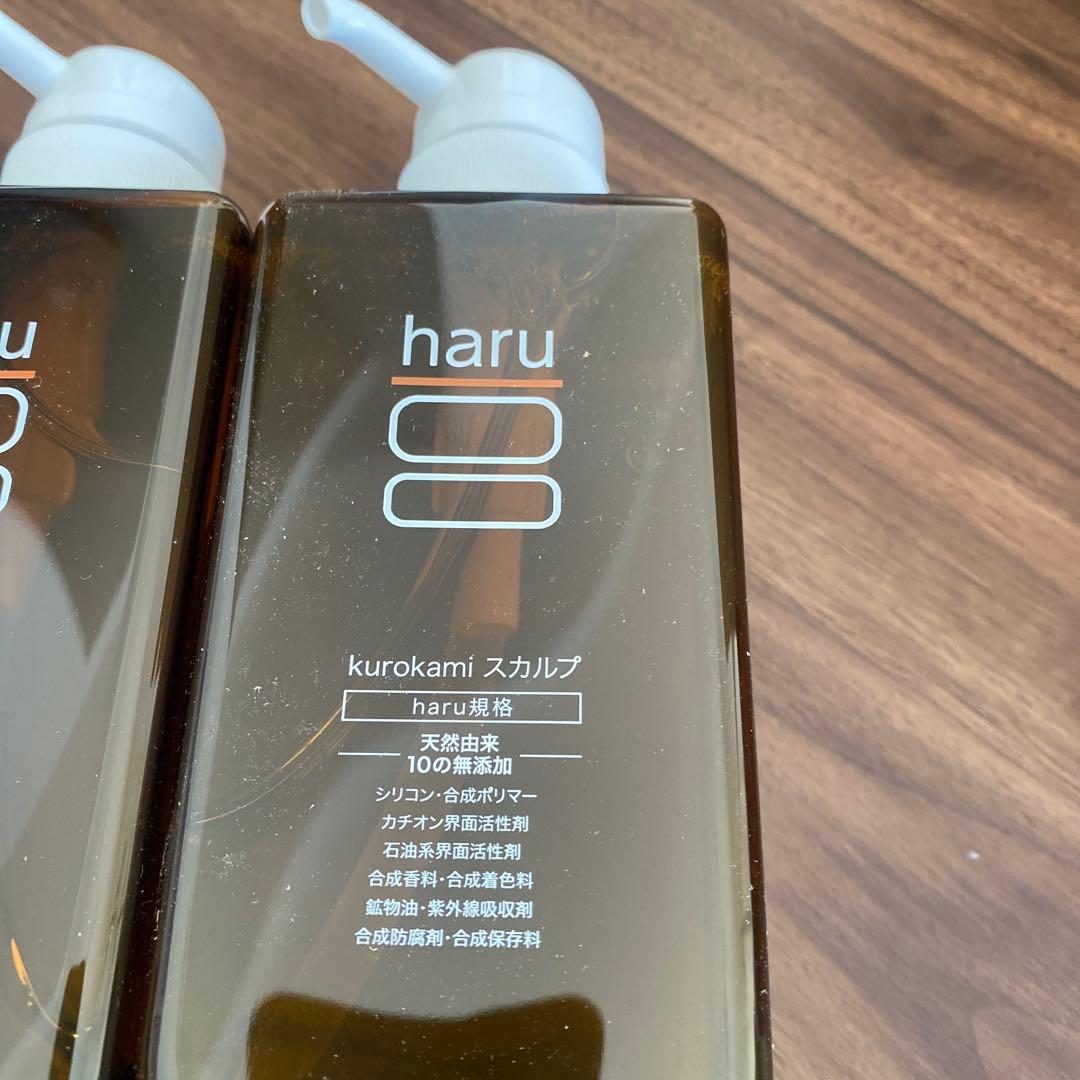 haru
kurokami スカルプ
haru規格
天然由来
10の無添加
シリコン・合成ポリマー
カチオン界面活性剤
石油系界面活性剤
合成香料・合成着色料
鉱物油・紫外線吸収剤
合成防腐剤・合成保存料
u